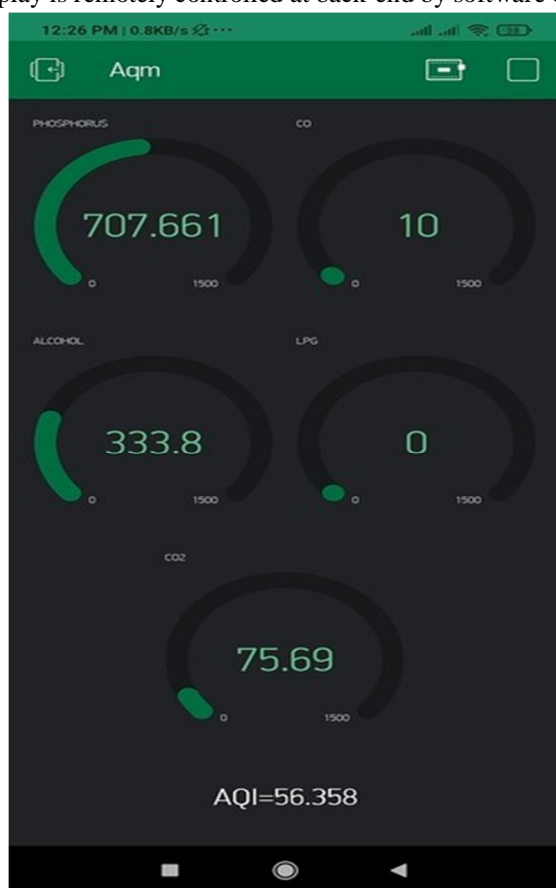 play is remotely controlled at back-end by software
12:26 PM | 0.8KB/s ...
38
Aqm
PHOSPHORUS CO
707.661 10
0 1500 0 1500
ALCOHOL LPG
333.8 0
0 1500 0 1500
CO2
75.69
0 1500
AQI=56.358